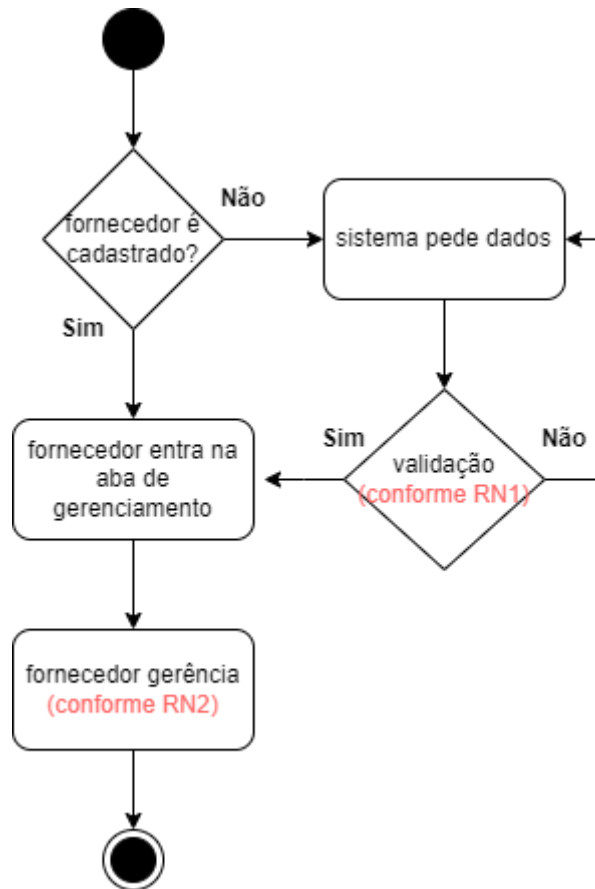 fornecedor é
cadastrado?
Não
sistema pede dados
Sim
fornecedor entra na
aba de
gerenciamento
Sim
validação
(conforme RN1)
Não
fornecedor gerência
(conforme RN2)